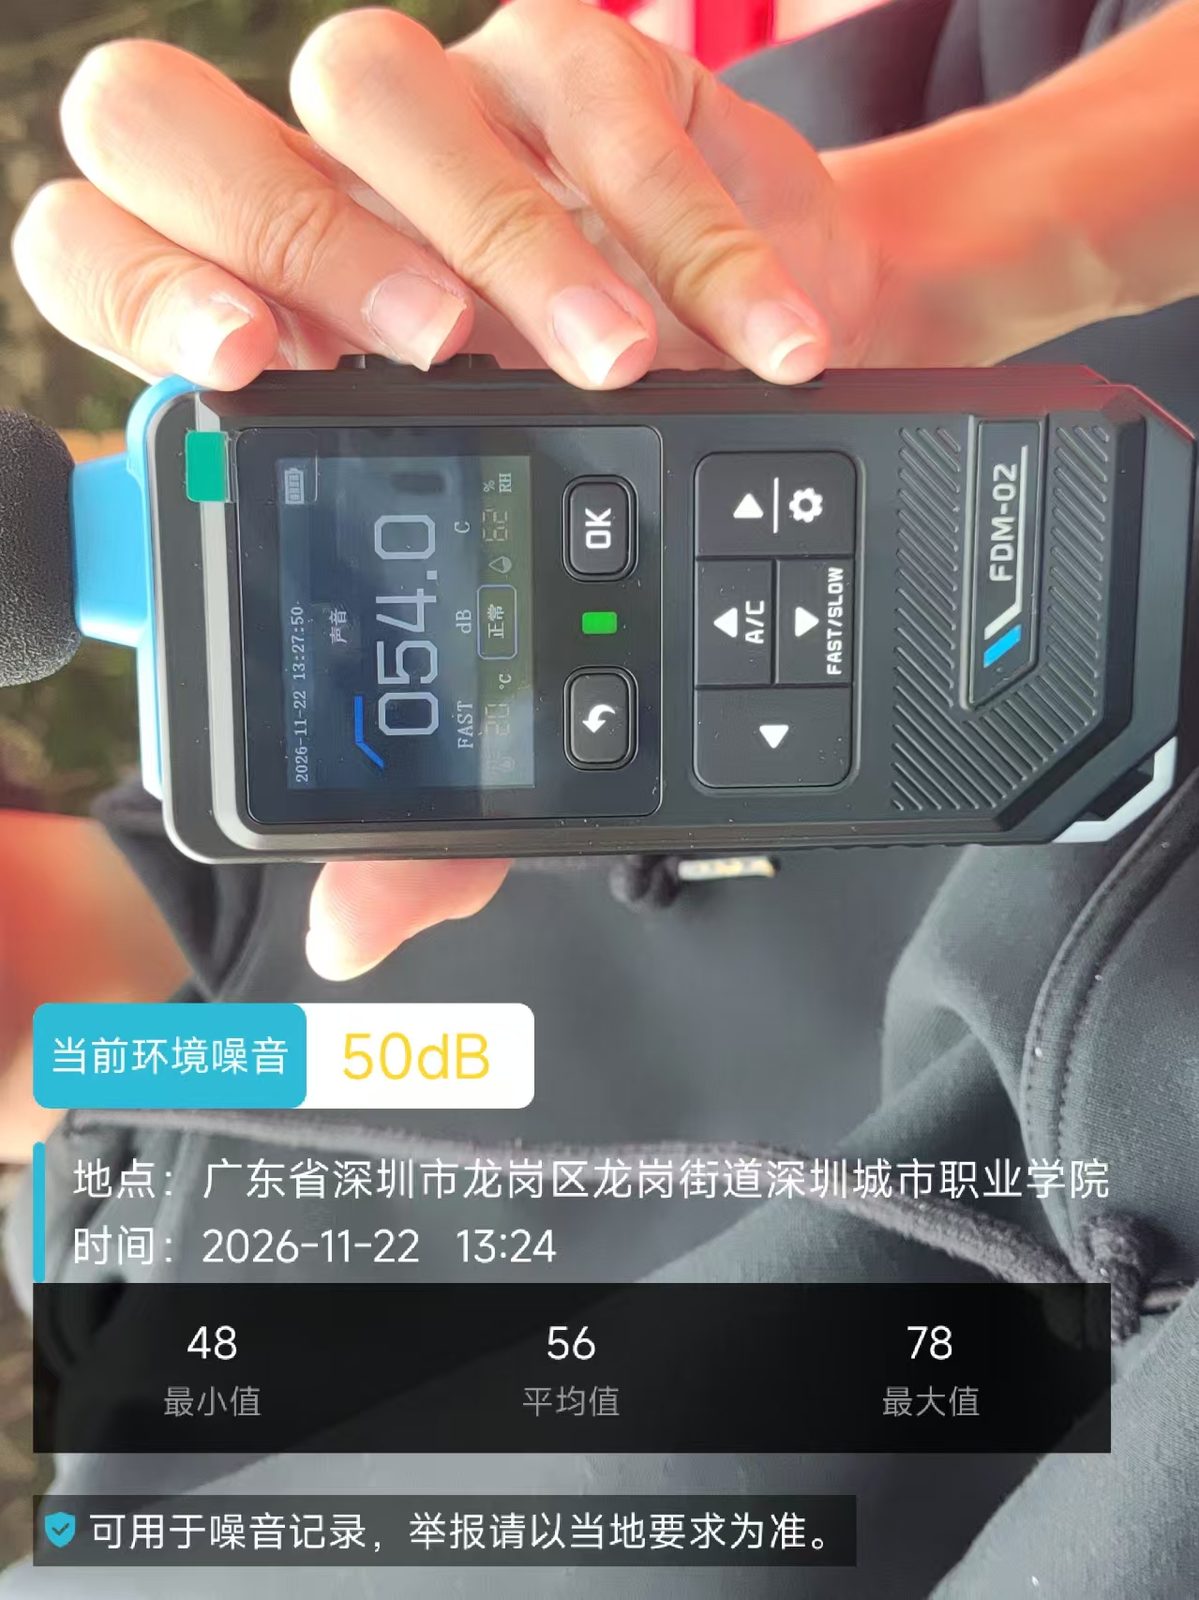 2026-11-22 13:27:50
声音
054.0
FAST dB C
20 °C 正常 62 % RH
OK
A/C
FAST/SLOW
FDM-02
当前环境噪音 50dB
地点：广东省深圳市龙岗区龙岗街道深圳城市职业学院
时间：2026-11-22 13:24
48 56 78
最小值 平均值 最大值
可用于噪音记录，举报请以当地要求为准。